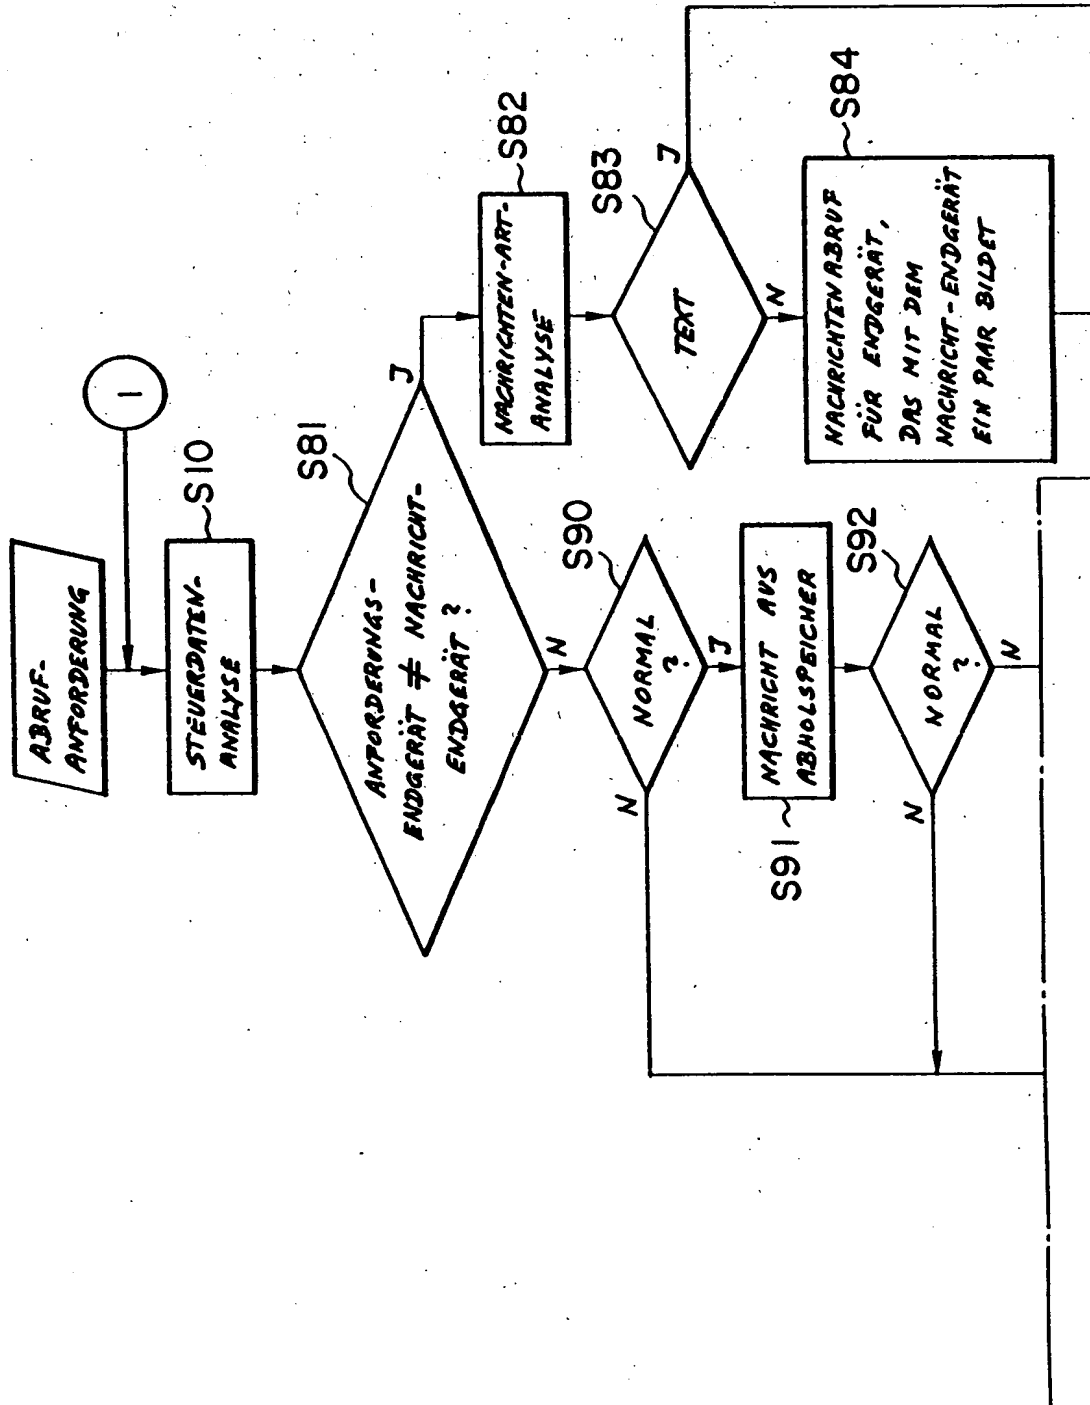 ABRUF-
ANFORDERUNG
1
STEUERDATEN-
ANALYSE
S10
ANFORDERUNGS-
ENDGERÄT ≠ NACHRICHT-
ENDGERÄT ?
S81
J
N
NACHRICHTEN-ART-
ANALYSE
S82
TEXT
S83
J
N
NACHRICHTENABRUF
FÜR ENDGERÄT,
DAS MIT DEM
NACHRICHT-ENDGERÄT
EIN PAAR BILDET
S84
NORMAL
?
S90
N
J
NACHRICHT AUS
ABHOLSPEICHER
S91
NORMAL
?
S92
N
N